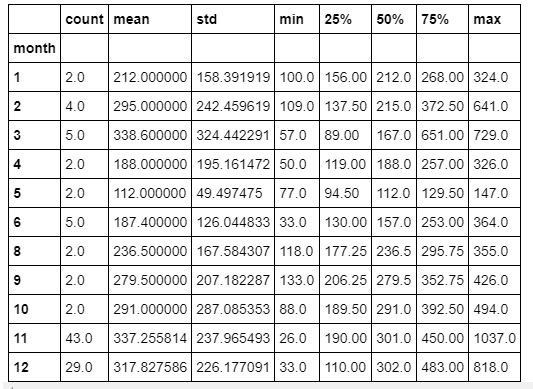 count mean std min 25% 50% 75% max
month
1 2.0 212.000000 158.391919 100.0 156.00 212.0 268.00 324.0
2 4.0 295.000000 242.459619 109.0 137.50 215.0 372.50 641.0
3 5.0 338.600000 324.442291 57.0 89.00 167.0 651.00 729.0
4 2.0 188.000000 195.161472 50.0 119.00 188.0 257.00 326.0
5 2.0 112.000000 49.497475 77.0 94.50 112.0 129.50 147.0
6 5.0 187.400000 126.044833 33.0 130.00 157.0 253.00 364.0
8 2.0 236.500000 167.584307 118.0 177.25 236.5 295.75 355.0
9 2.0 279.500000 207.182287 133.0 206.25 279.5 352.75 426.0
10 2.0 291.000000 287.085353 88.0 189.50 291.0 392.50 494.0
11 43.0 337.255814 237.965493 26.0 190.00 301.0 450.00 1037.0
12 29.0 317.827586 226.177091 33.0 110.00 302.0 483.00 818.0